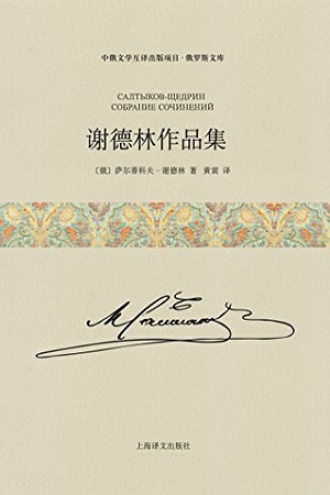 中俄文学互译出版项目·俄罗斯文库
САЛТЫКОВ-ЩЕДРИН
СОБРАНИЕ СОЧИНЕНИЙ
谢德林作品集
〔俄〕萨尔蒂科夫-谢德林 著 黄裳 译
上海译文出版社